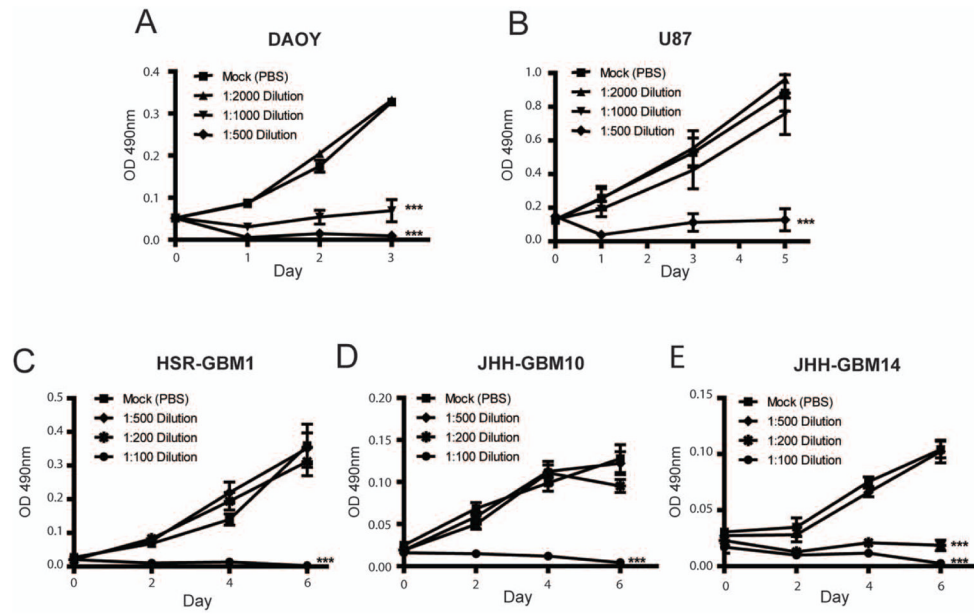 A
DAOY
Mock (PBS)
1:2000 Dilution
1:1000 Dilution
1:500 Dilution
OD 490nm
0.4
0.3
0.2
0.1
0.0
***
***
0 1 2 3
Day
B
U87
Mock (PBS)
1:2000 Dilution
1:1000 Dilution
1:500 Dilution
OD 490nm
1.0
0.8
0.6
0.4
0.2
0.0
***
0 1 2 3 4 5
Day
C
HSR-GBM1
Mock (PBS)
1:500 Dilution
1:200 Dilution
1:100 Dilution
OD 490nm
0.5
0.4
0.3
0.2
0.1
0.0
***
0 2 4 6
Day
D
JHH-GBM10
Mock (PBS)
1:500 Dilution
1:200 Dilution
1:100 Dilution
OD 490nm
0.20
0.15
0.10
0.05
0.00
***
0 2 4 6
Day
E
JHH-GBM14
Mock (PBS)
1:500 Dilution
1:200 Dilution
1:100 Dilution
OD 490nm
0.15
0.10
0.05
0.00
***
***
0 2 4 6
Day